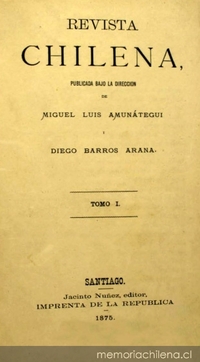 REVISTA
CHILENA,
PUBLICADA BAJO LA DIRECCION
DE
MIGUEL LUIS AMUNÁTEGUI
I
DIEGO BARROS ARANA.
TOMO I.
SANTIAGO.
Jacinto Nuñez, editor.
IMPRENTA DE LA REPUBLICA
1875.
memoriachilena.cl